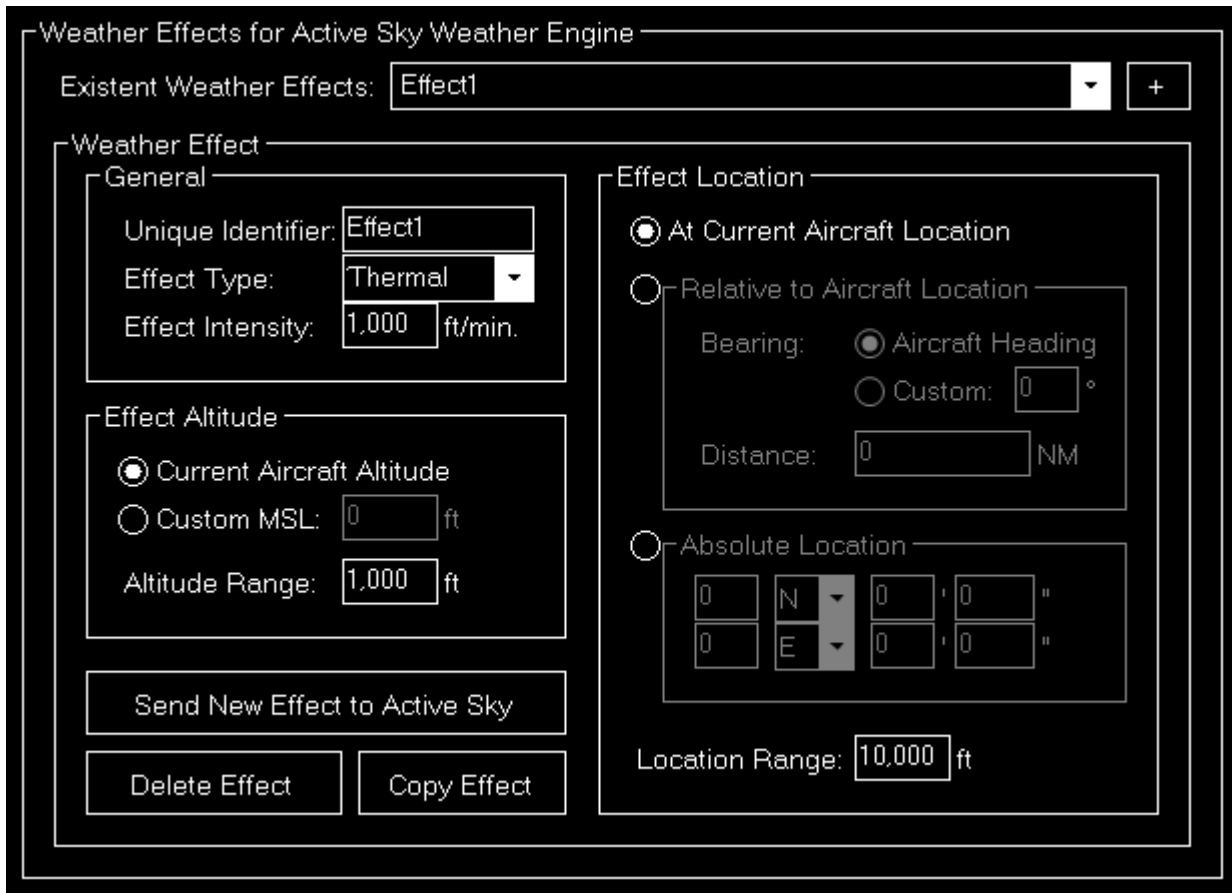 Weather Effects for Active Sky Weather Engine
Existent Weather Effects: Effect1 +
Weather Effect
General
Unique Identifier: Effect1
Effect Type: Thermal
Effect Intensity: 1,000 ft/min.
Effect Altitude
Current Aircraft Altitude
Custom MSL: 0 ft
Altitude Range: 1,000 ft
Send New Effect to Active Sky
Delete Effect Copy Effect
Effect Location
At Current Aircraft Location
Relative to Aircraft Location
Bearing: Aircraft Heading
Custom: 0 °
Distance: 0 NM
Absolute Location
0 N 0 ' 0 "
0 E 0 ' 0 "
Location Range: 10,000 ft